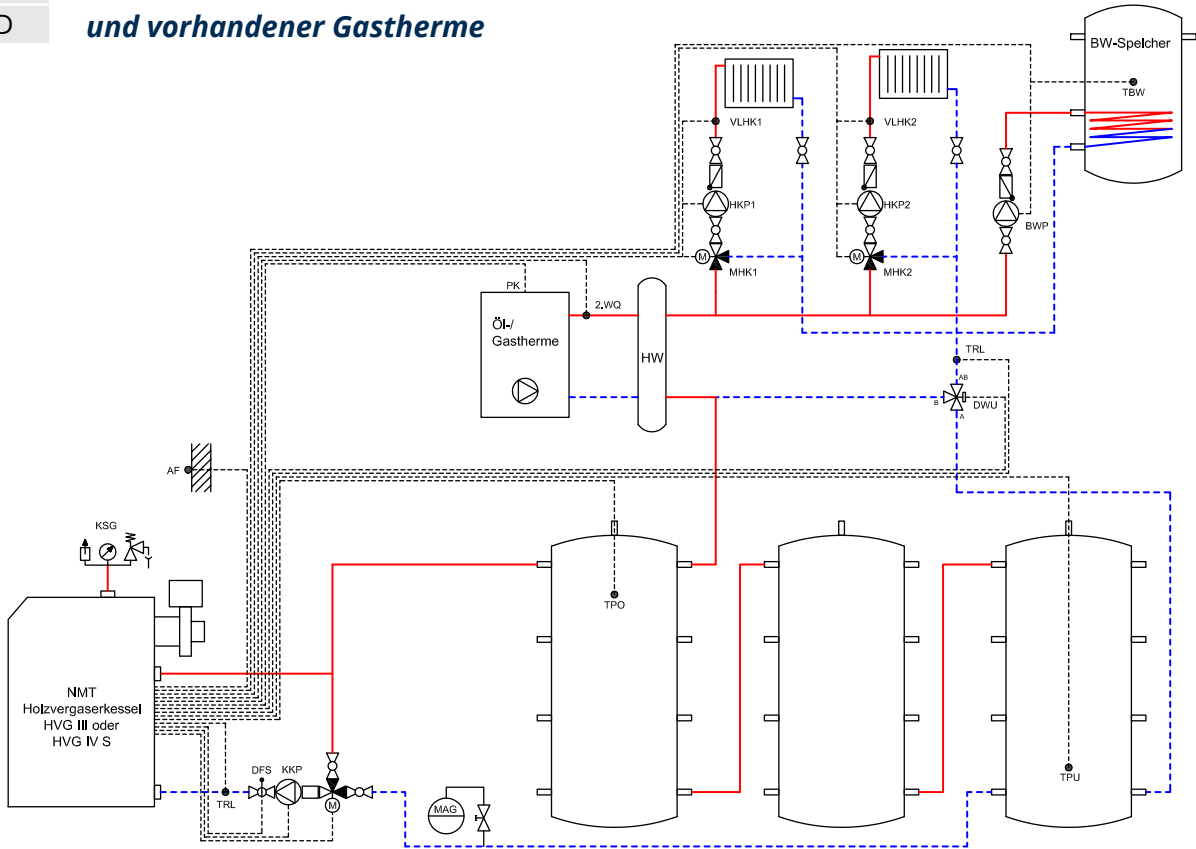 D
und vorhandener Gastherme
BW-Speicher
TBW
VLHK1
VLHK2
HKP1
HKP2
BWP
M
MHK1
M
MHK2
PK
2.WQ
Öl-/
Gastherme
HW
TRL
AB
B
DWU
A
AF
KSG
TPO
NMT
Holzvergaserkessel
HVG III oder
HVG IV S
DFS
KKP
TRL
M
MAG
TPU